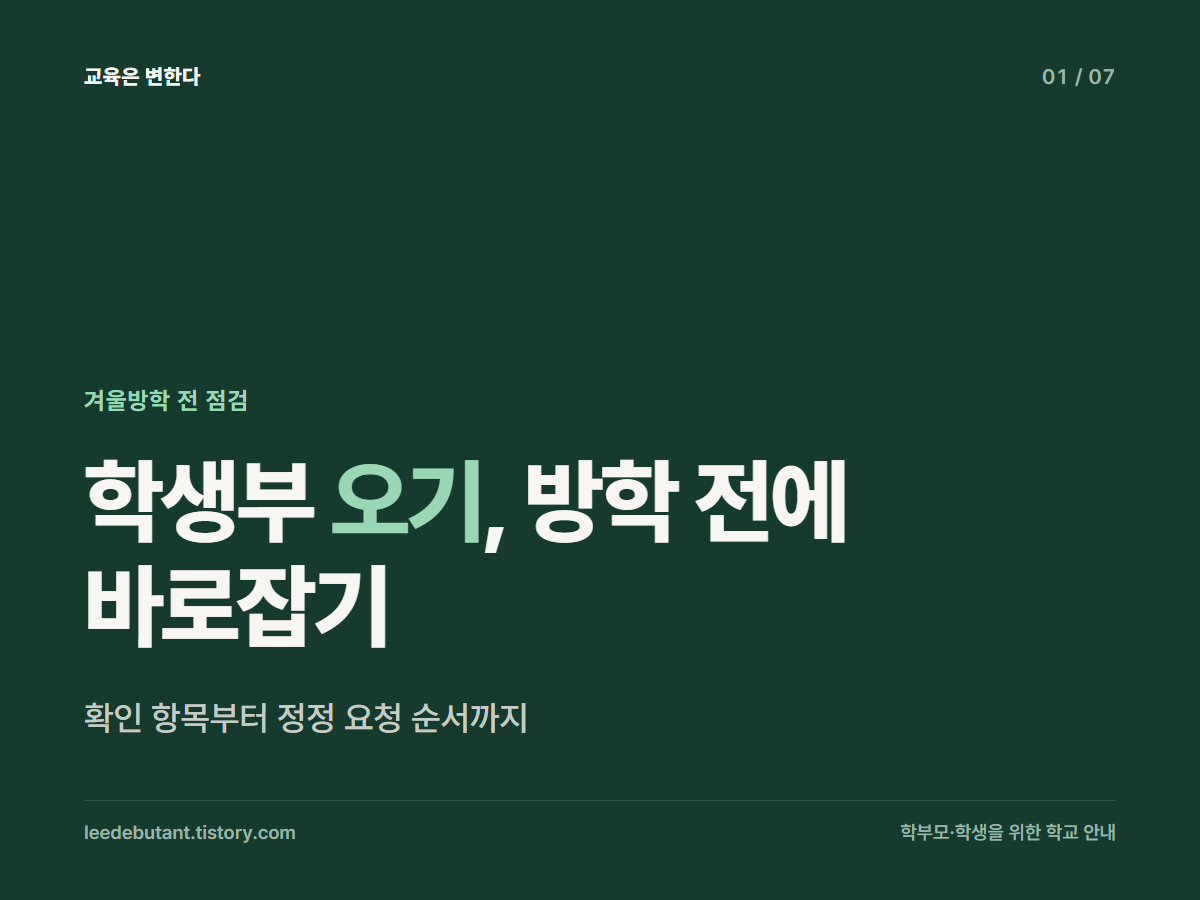 교육은 변한다
01 / 07
겨울방학 전 점검
학생부 오기, 방학 전에
바로잡기
확인 항목부터 정정 요청 순서까지
leedebutant.tistory.com
학부모·학생을 위한 학교 안내